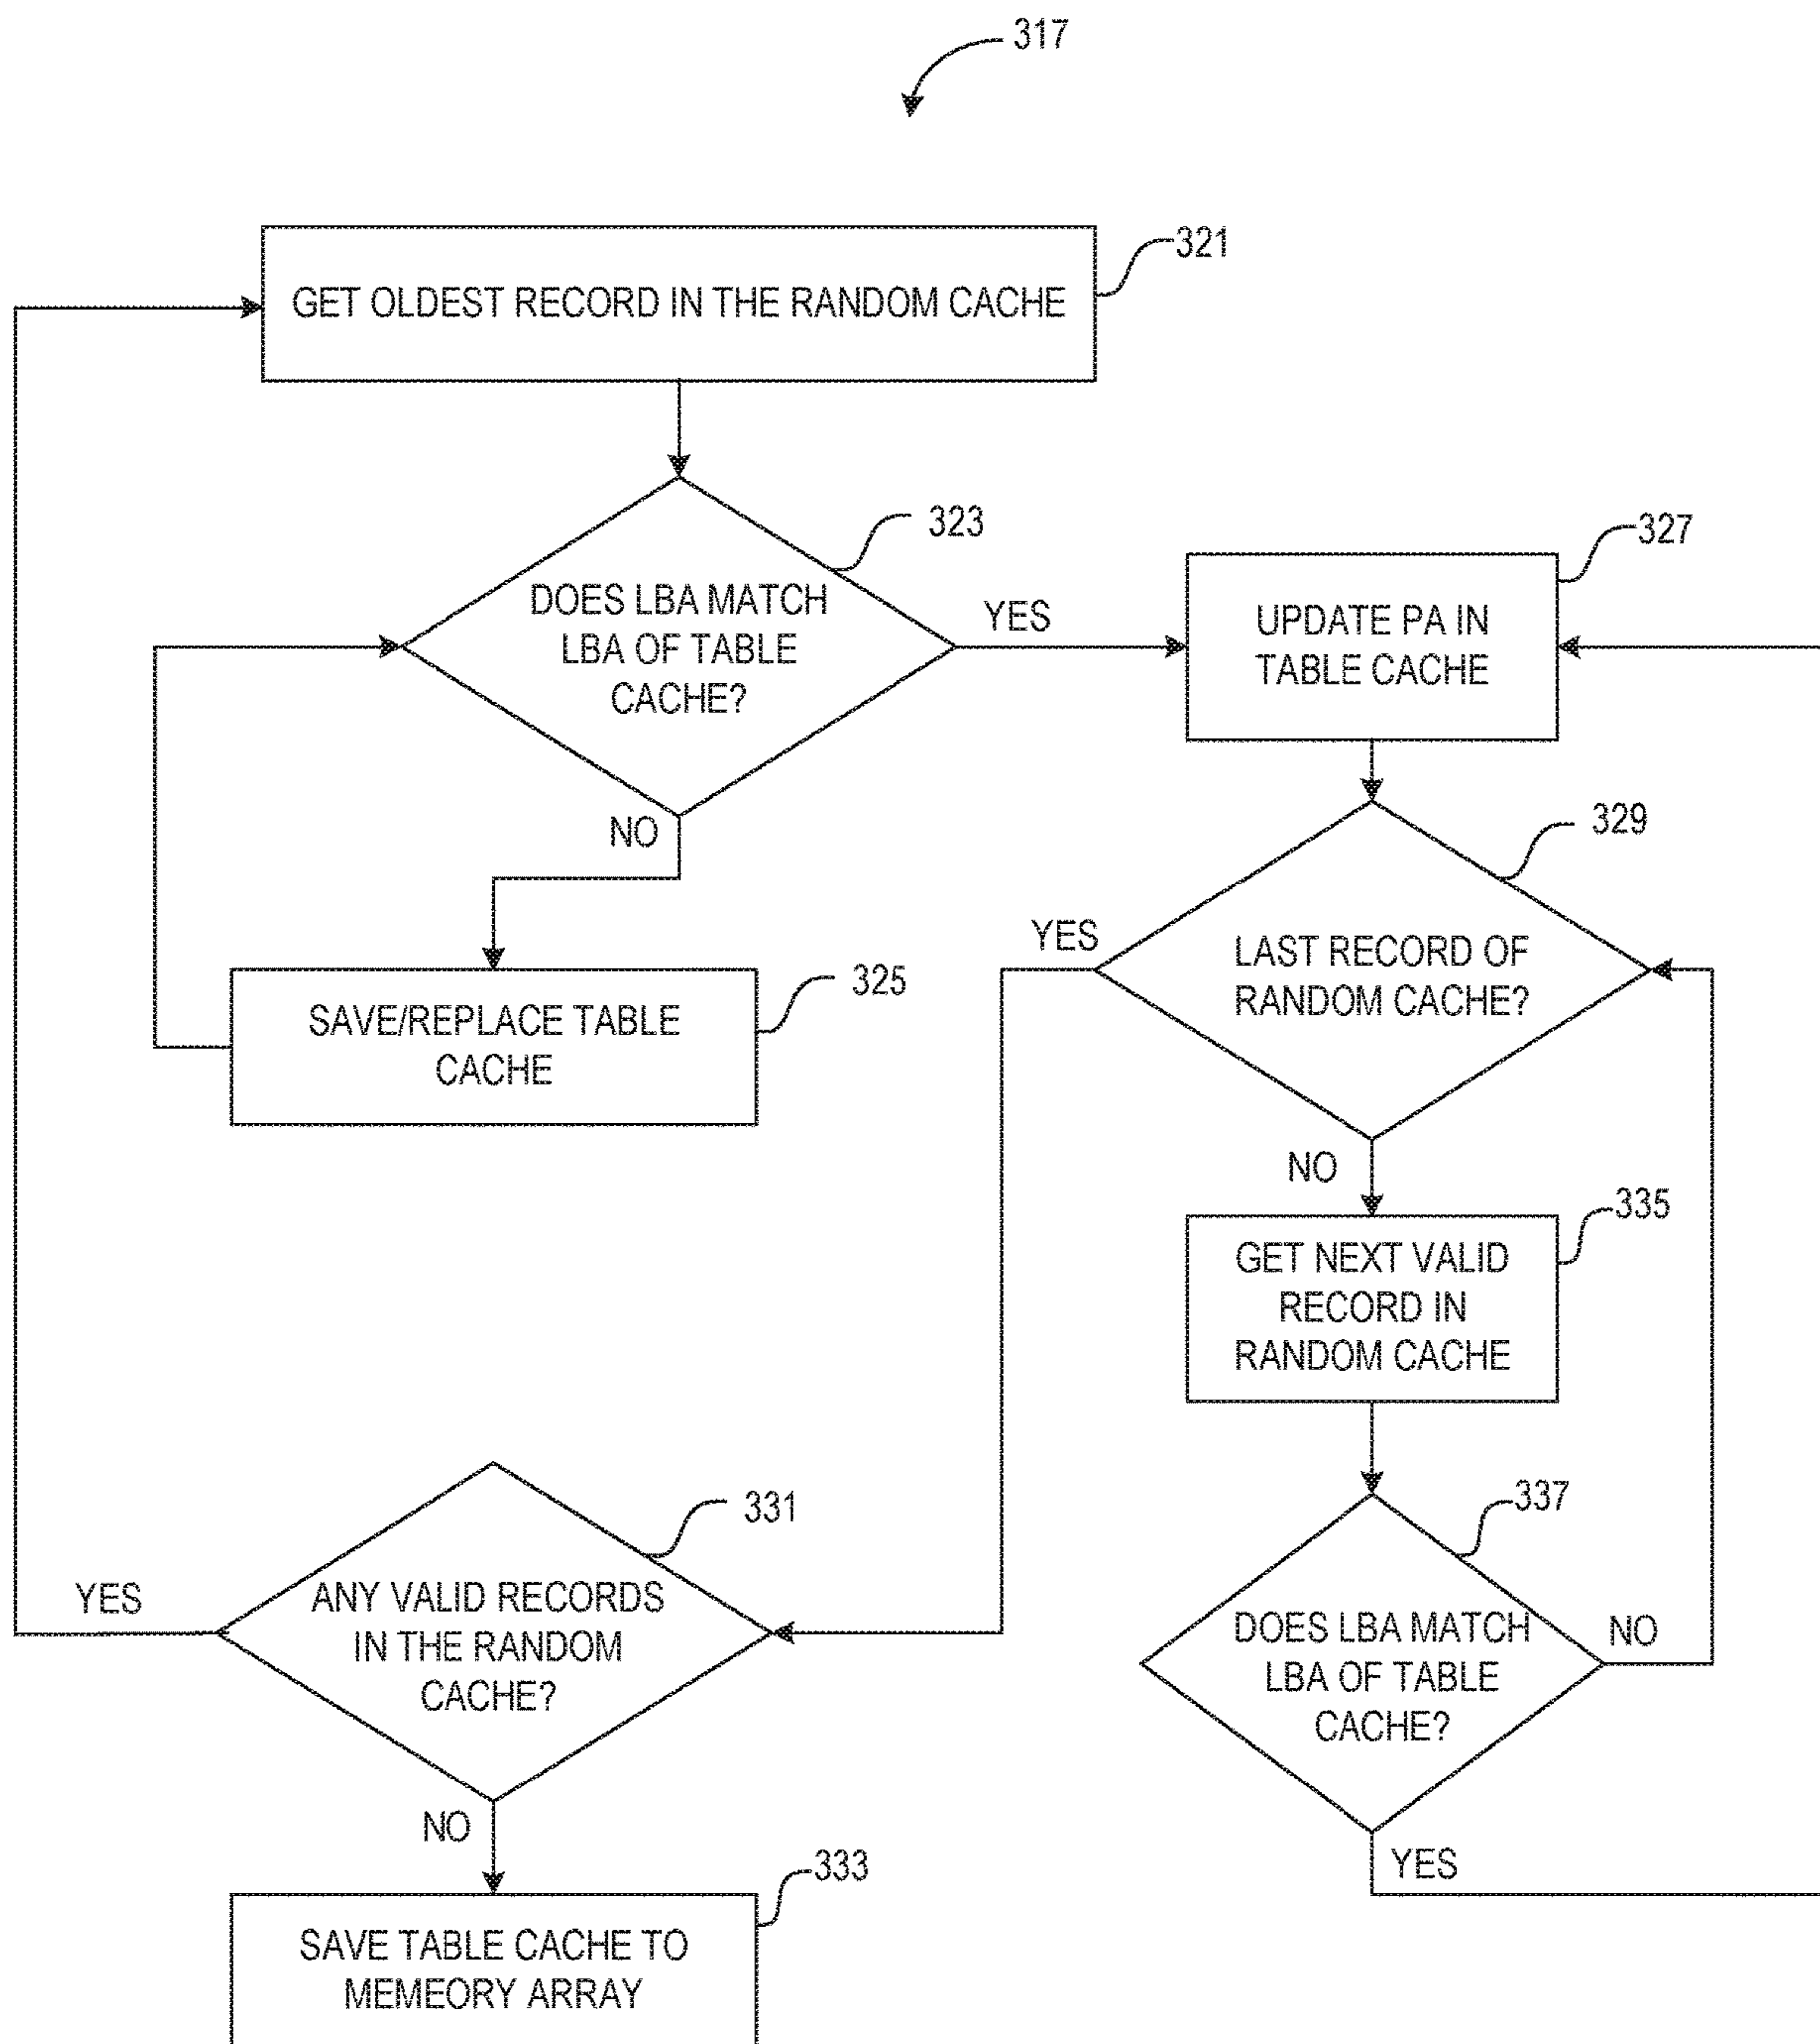 317
321
GET OLDEST RECORD IN THE RANDOM CACHE
323
DOES LBA MATCH
LBA OF TABLE
CACHE?
YES
327
UPDATE PA IN
TABLE CACHE
NO
329
325
SAVE/REPLACE TABLE
CACHE
YES
LAST RECORD OF
RANDOM CACHE?
NO
335
GET NEXT VALID
RECORD IN
RANDOM CACHE
331
337
YES
ANY VALID RECORDS
IN THE RANDOM
CACHE?
DOES LBA MATCH
LBA OF TABLE
CACHE?
NO
NO
YES
333
SAVE TABLE CACHE TO
MEMEORY ARRAY